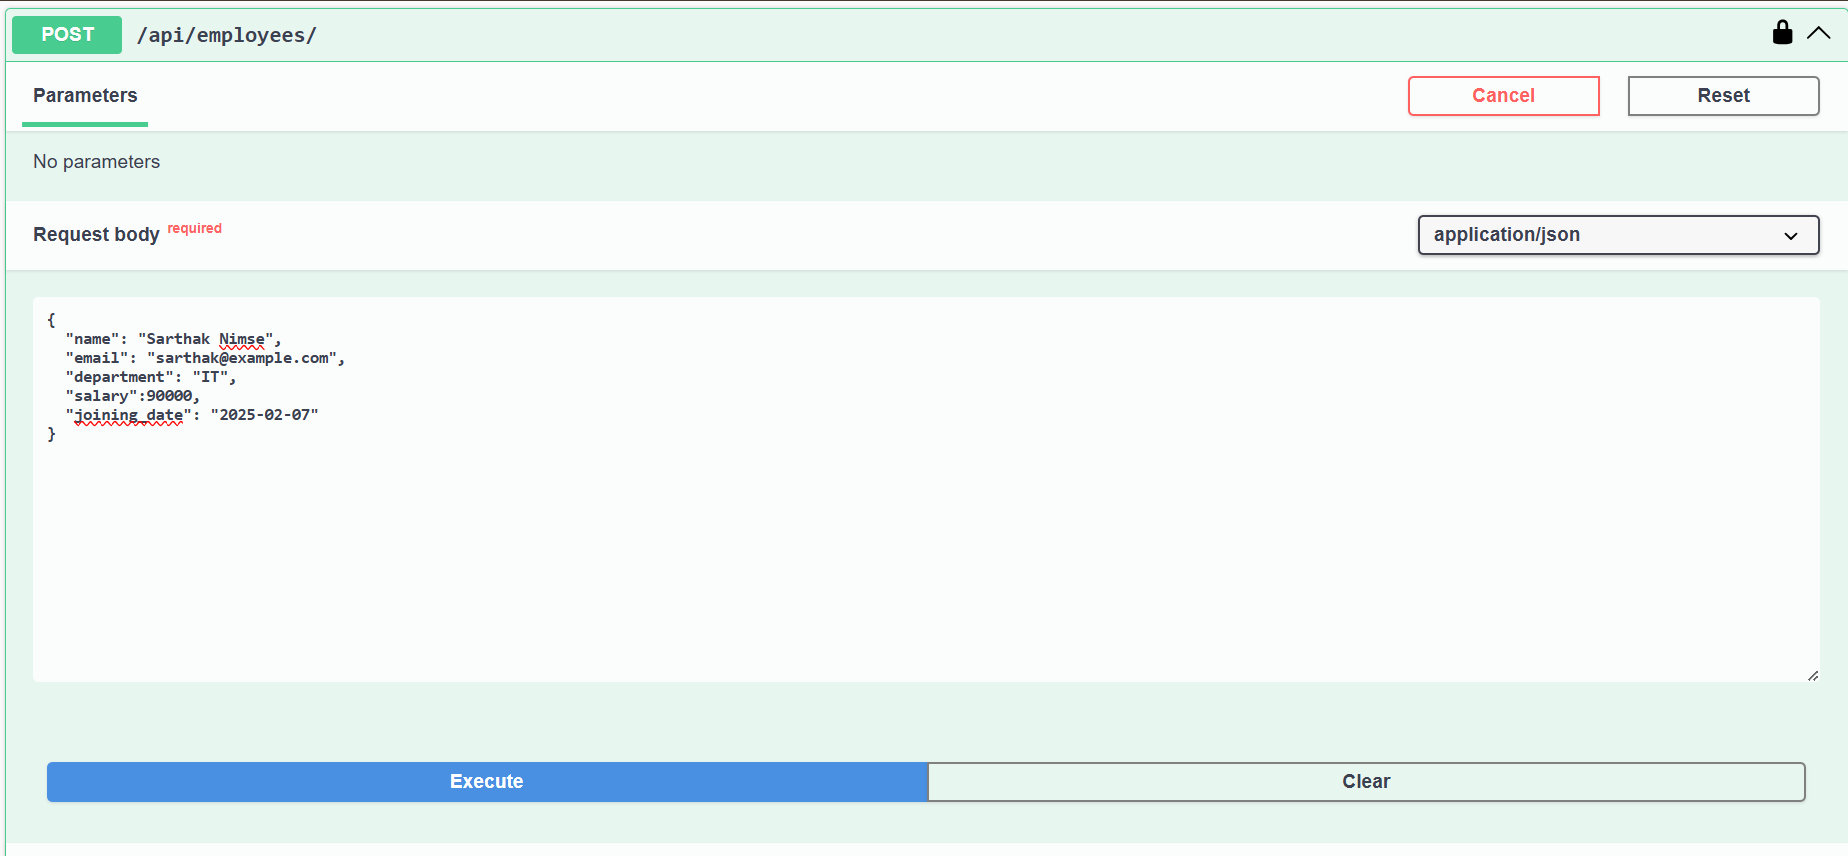 POST /api/employees/
Parameters
Cancel
Reset
No parameters
Request body required
application/json
{
  "name": "Sarthak Nimse",
  "email": "sarthak@example.com",
  "department": "IT",
  "salary":90000,
  "joining_date": "2025-02-07"
}
Execute
Clear